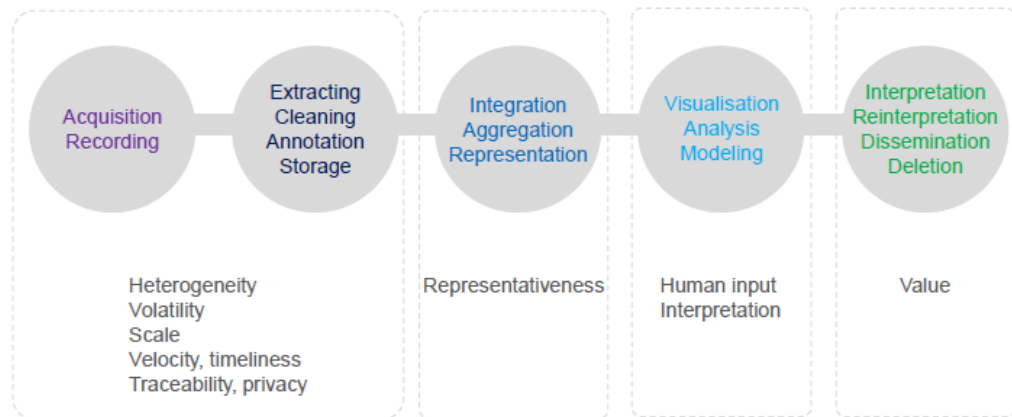 Acquisition
Recording
Extracting
Cleaning
Annotation
Storage
Integration
Aggregation
Representation
Visualisation
Analysis
Modeling
Interpretation
Reinterpretation
Dissemination
Deletion
Heterogeneity
Volatility
Scale
Velocity, timeliness
Traceability, privacy
Representativeness
Human input
Interpretation
Value